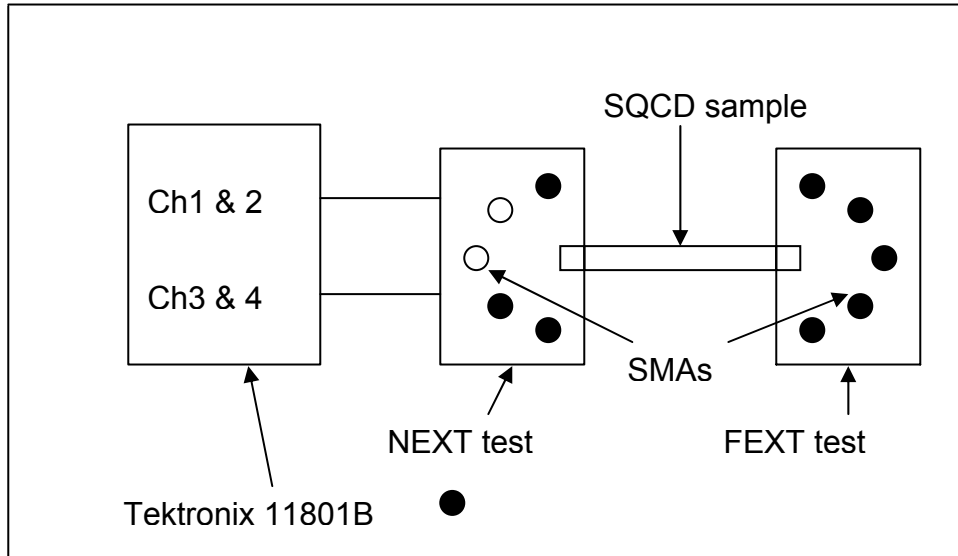 SQCD sample
Ch1 & 2
Ch3 & 4
SMAs
NEXT test
FEXT test
Tektronix 11801B